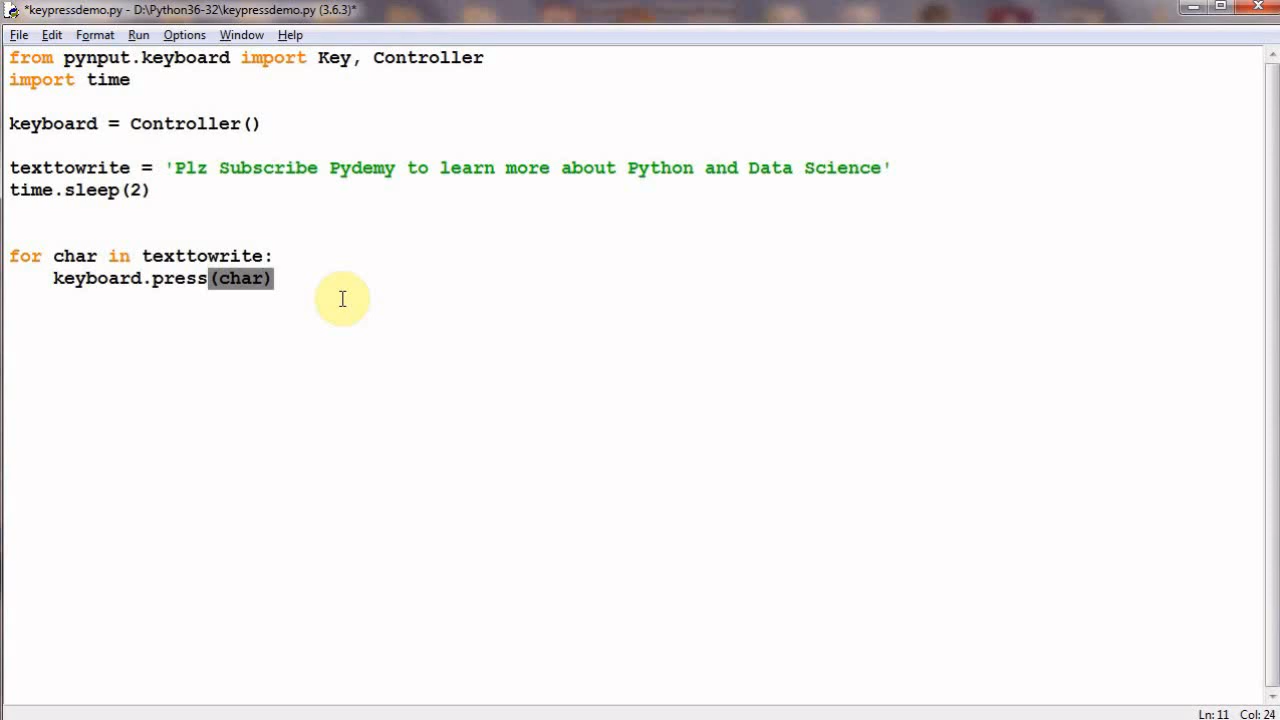 *keypressdemo.py - D:\Python36-32\keypressdemo.py (3.6.3)*
File Edit Format Run Options Window Help
from pynput.keyboard import Key, Controller
import time
keyboard = Controller()
texttowrite = 'Plz Subscribe Pydemy to learn more about Python and Data Science'
time.sleep(2)
for char in texttowrite:
    keyboard.press(char)
Ln: 11 Col: 24